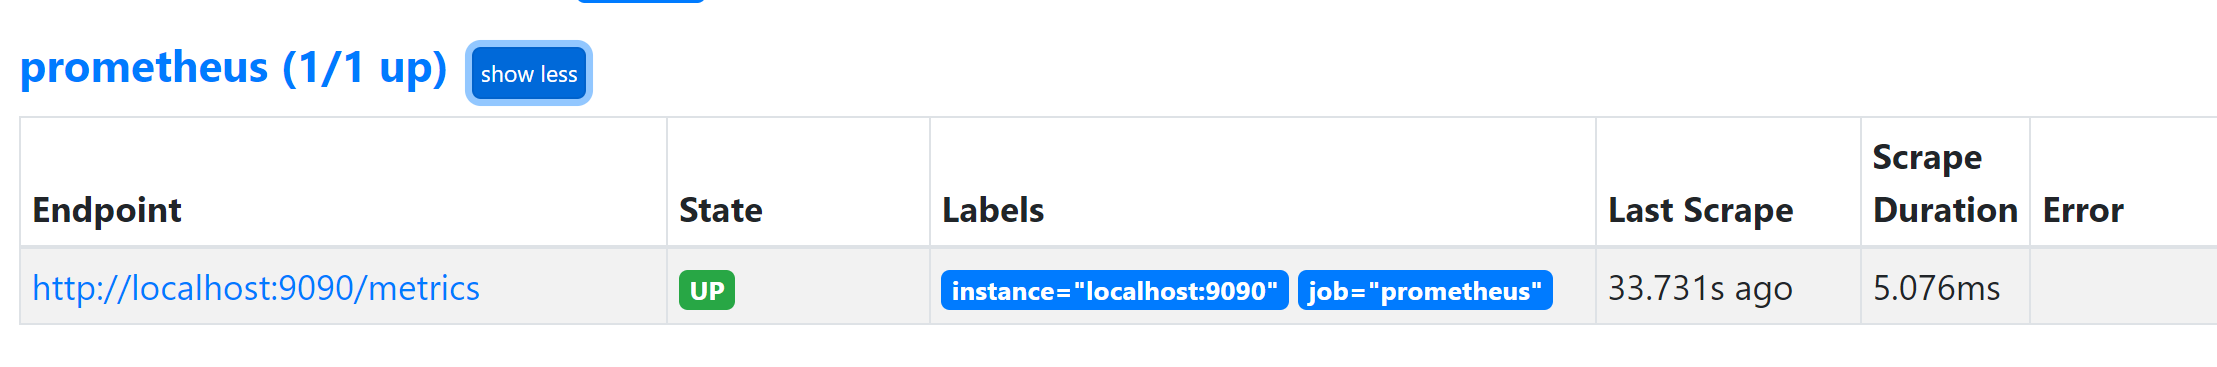 prometheus (1/1 up) show less
Endpoint State Labels Last Scrape Scrape Duration Error
http://localhost:9090/metrics UP instance="localhost:9090" job="prometheus" 33.731s ago 5.076ms